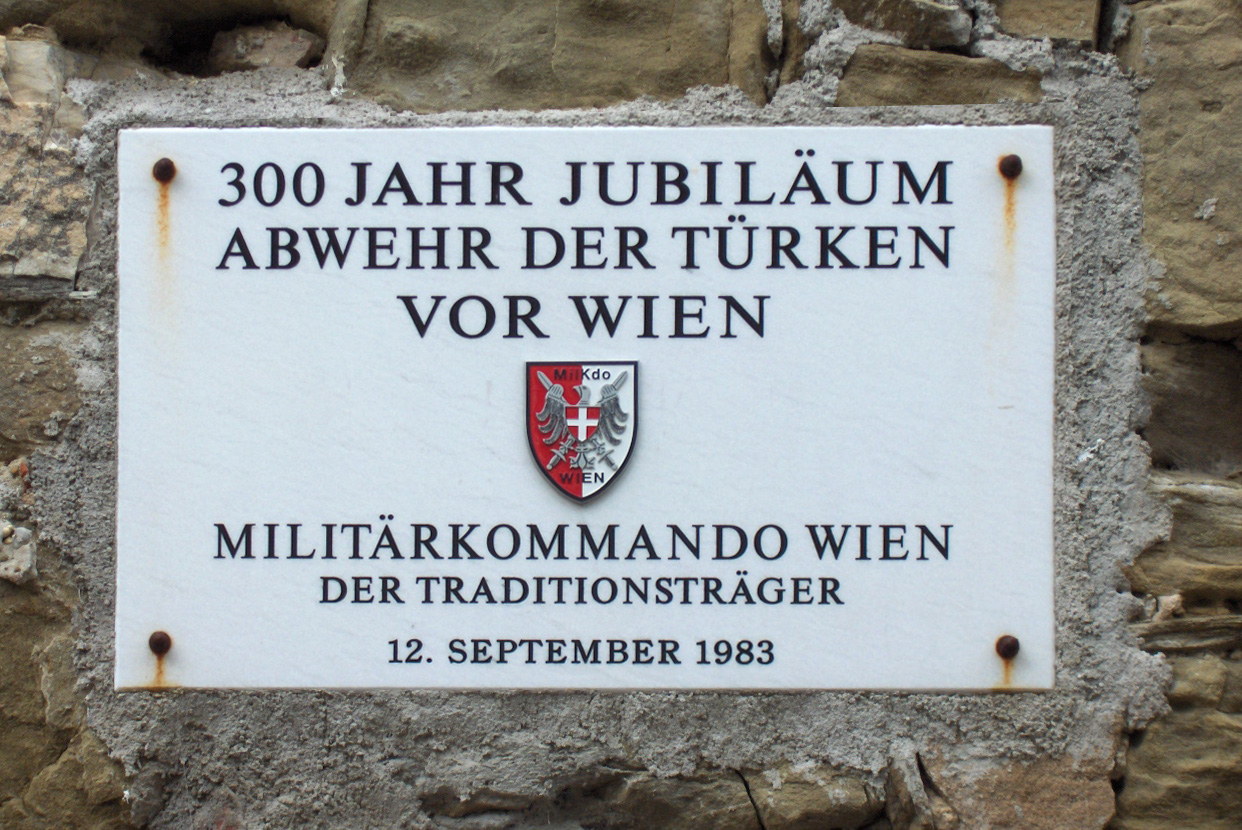 300 JAHR JUBILÄUM
ABWEHR DER TÜRKEN
VOR WIEN
MilKdo
WIEN
MILITÄRKOMMANDO WIEN
DER TRADITIONSTRÄGER
12. SEPTEMBER 1983